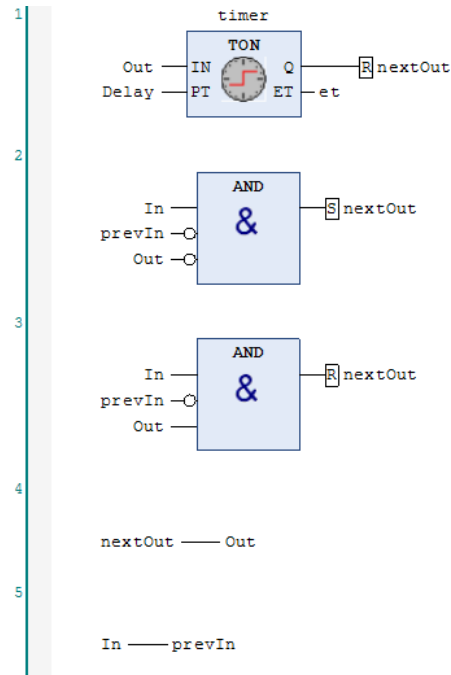 1
timer
TON
Out IN Q R nextOut
Delay PT ET et
2
AND
In & S nextOut
prevIn
Out
3
AND
In & R nextOut
prevIn
Out
4
nextOut Out
5
In prevIn